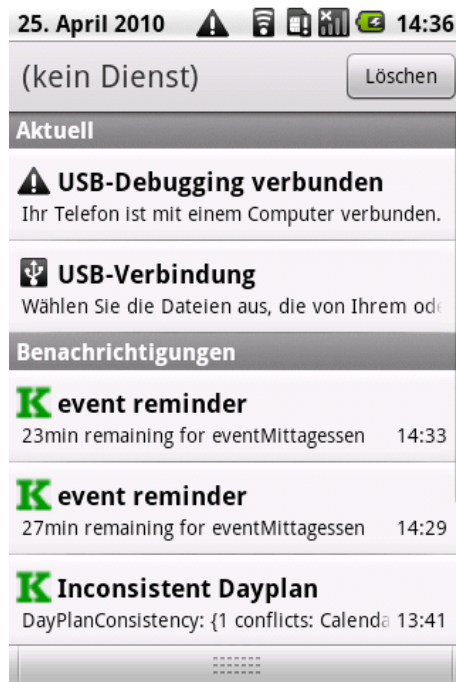 25. April 2010 14:36
(kein Dienst) Löschen
Aktuell
USB-Debugging verbunden
Ihr Telefon ist mit einem Computer verbunden.
USB-Verbindung
Wählen Sie die Dateien aus, die von Ihrem ode
Benachrichtigungen
K event reminder
23min remaining for eventMittagessen 14:33
K event reminder
27min remaining for eventMittagessen 14:29
K Inconsistent Dayplan
DayPlanConsistency: {1 conflicts: Calenda 13:41